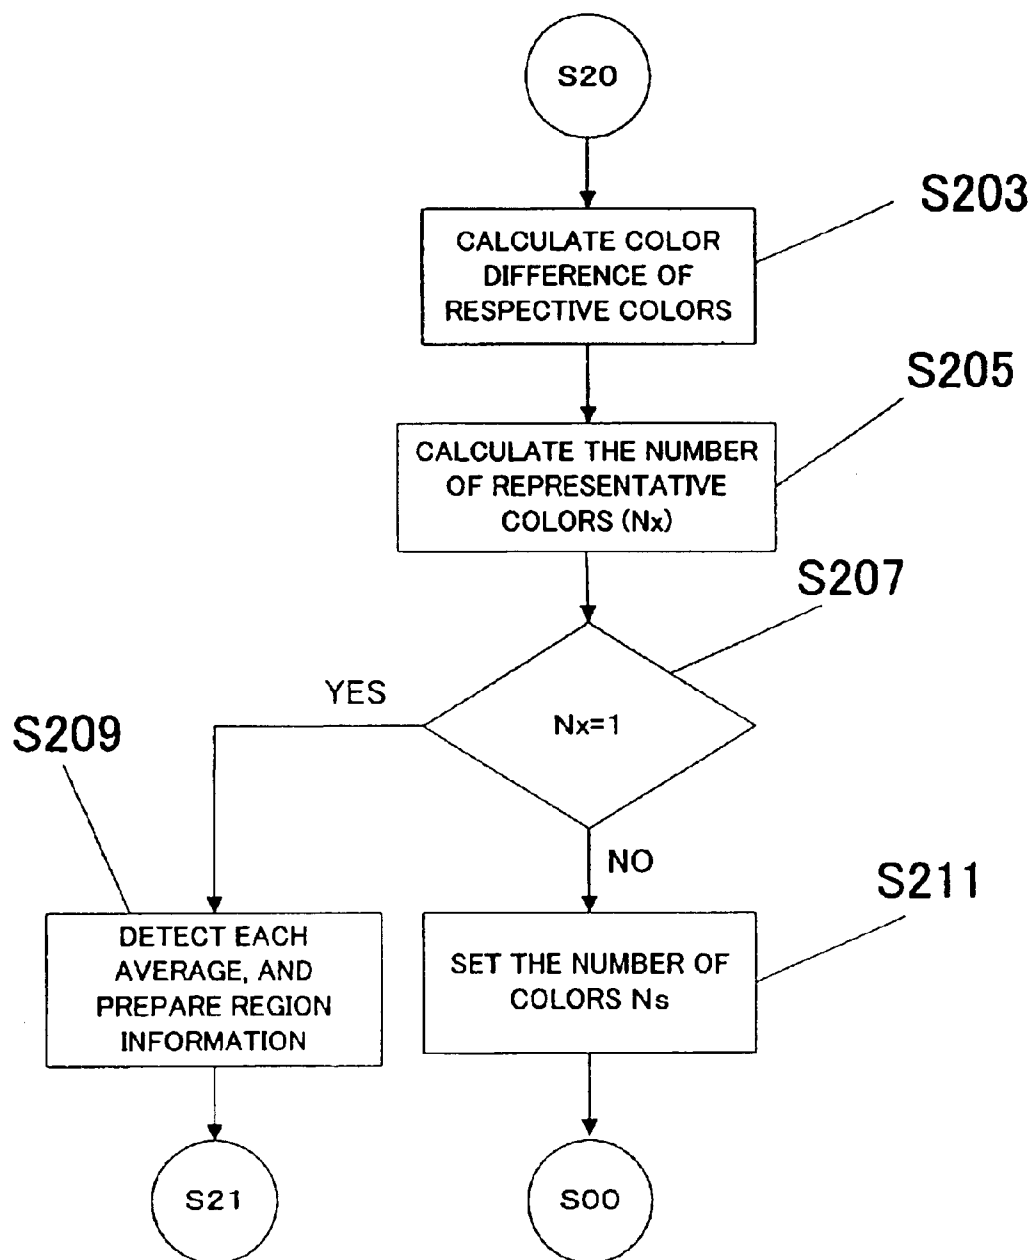 S20
S203
CALCULATE COLOR
DIFFERENCE OF
RESPECTIVE COLORS
S205
CALCULATE THE NUMBER
OF REPRESENTATIVE
COLORS (Nx)
S207
YES
Nx=1
S209
NO
S211
DETECT EACH
AVERAGE, AND
PREPARE REGION
INFORMATION
SET THE NUMBER OF
COLORS Ns
S21
S00